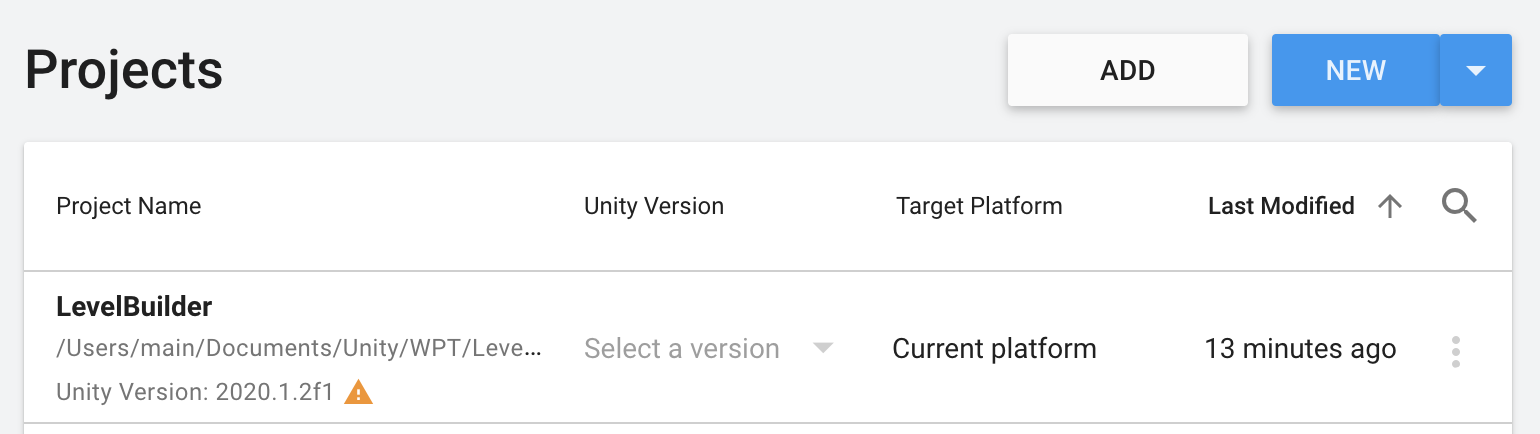 Projects
ADD
NEW
Project Name
Unity Version
Target Platform
Last Modified
LevelBuilder
/Users/main/Documents/Unity/WPT/Leve...
Select a version
Current platform
13 minutes ago
Unity Version: 2020.1.2f1